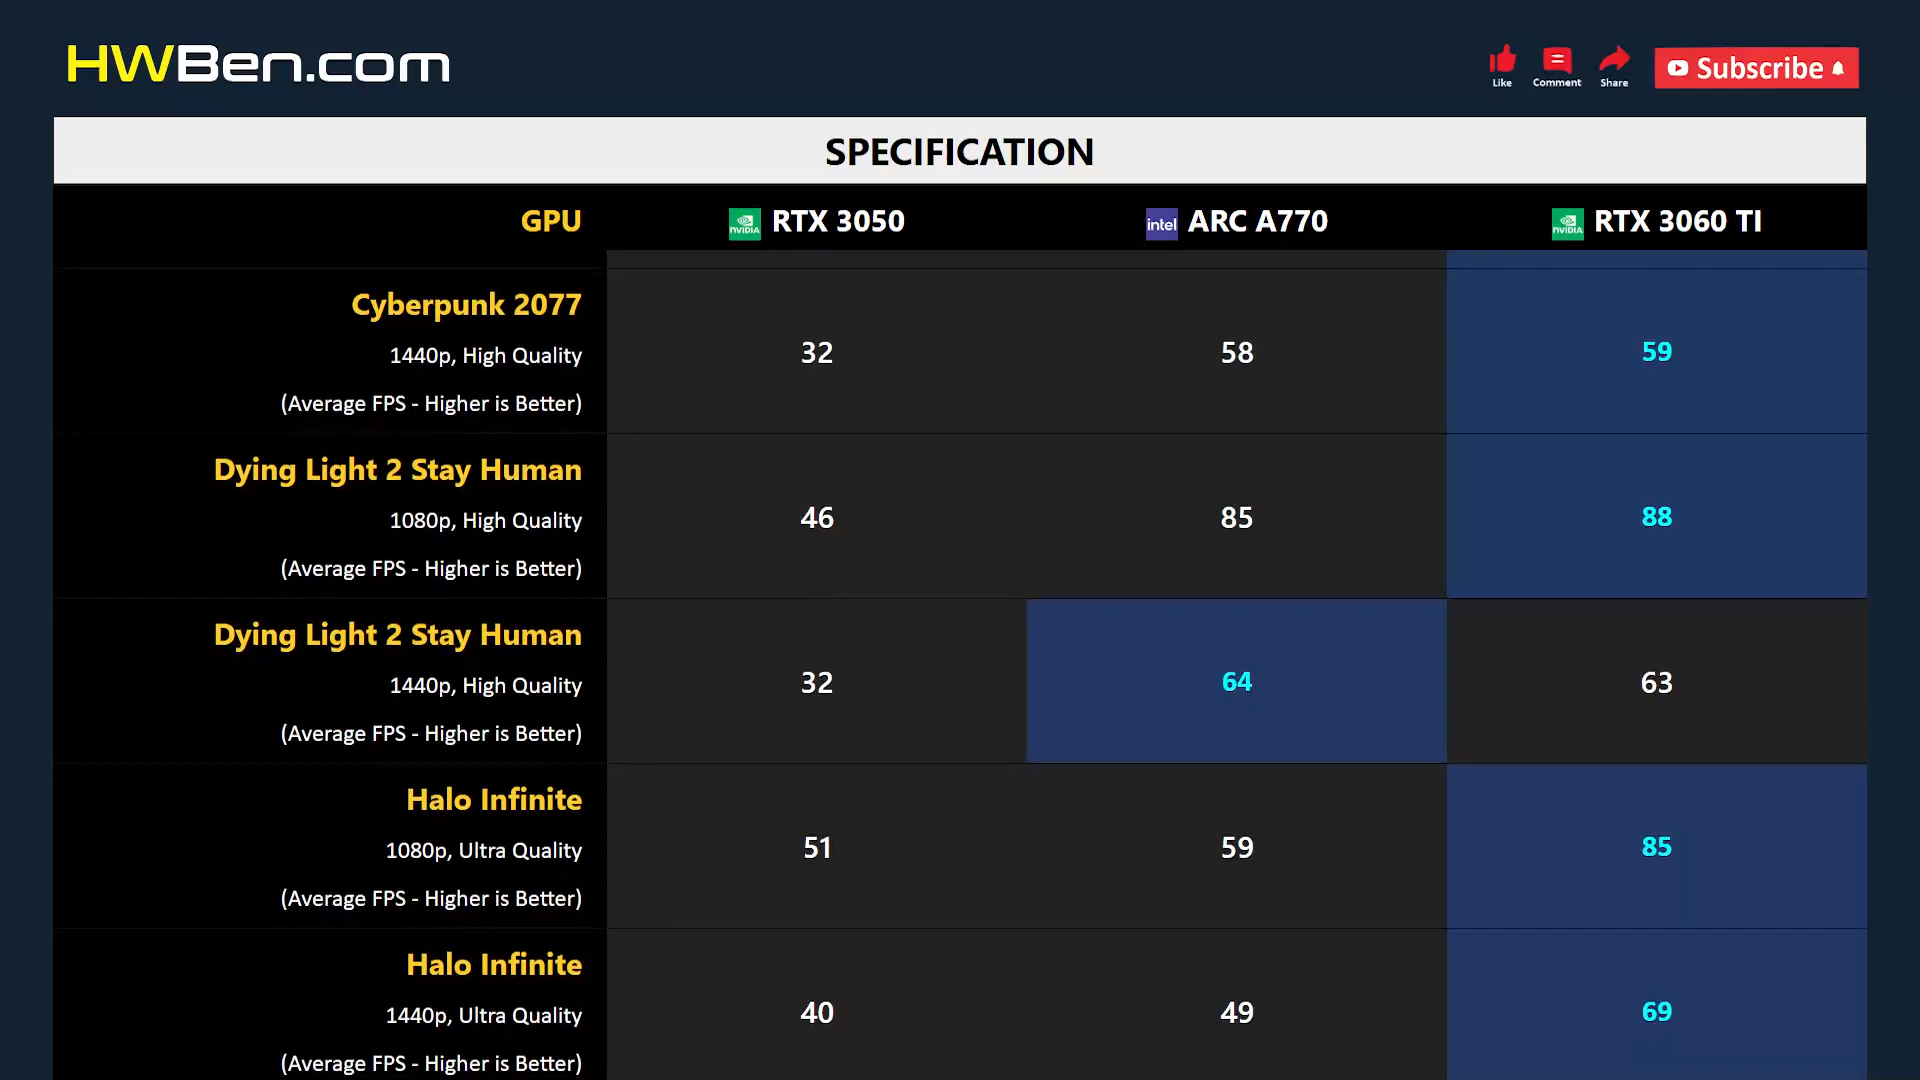 HWBen.com
Like Comment Share Subscribe
SPECIFICATION
GPU NVIDIA RTX 3050 intel ARC A770 NVIDIA RTX 3060 TI
Cyberpunk 2077
1440p, High Quality 32 58 59
(Average FPS - Higher is Better)
Dying Light 2 Stay Human
1080p, High Quality 46 85 88
(Average FPS - Higher is Better)
Dying Light 2 Stay Human
1440p, High Quality 32 64 63
(Average FPS - Higher is Better)
Halo Infinite
1080p, Ultra Quality 51 59 85
(Average FPS - Higher is Better)
Halo Infinite
1440p, Ultra Quality 40 49 69
(Average FPS - Higher is Better)